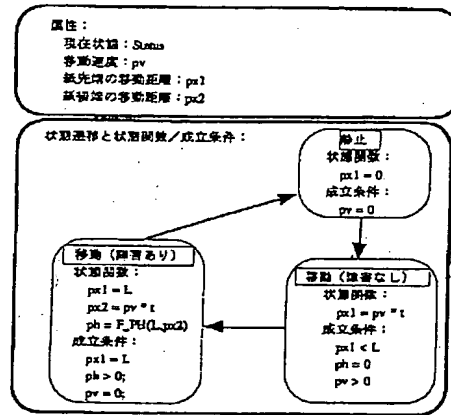 属性：
現在状態：Status
移動速度：pv
紙先端の移動距離：px1
紙後端の移動距離：px2
状態遷移と状態関数／成立条件：
静止
状態関数：
px1 = 0
成立条件：
pv = 0
移動（障害あり）
状態関数：
px1 = L
px2 = pv * t
ph = F_PH(L,px2)
成立条件：
px1 = L
ph > 0;
pv = 0;
移動（障害なし）
状態関数：
px1 = pv * t
成立条件：
px1 < L
ph = 0
pv > 0